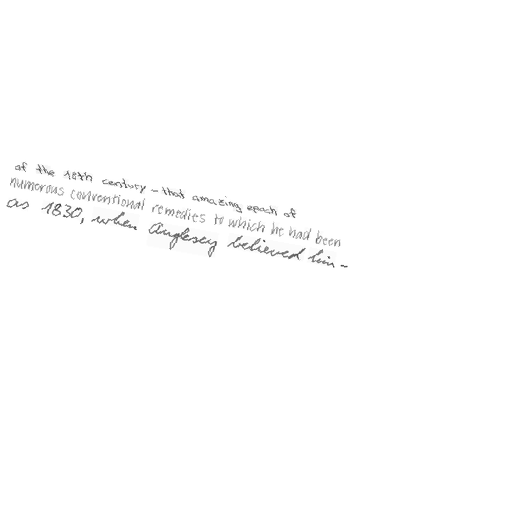 of the 18th century - that amazing epoch of
numerous conventional remedies to which he had been
as 1830, when Anglesey believed him-